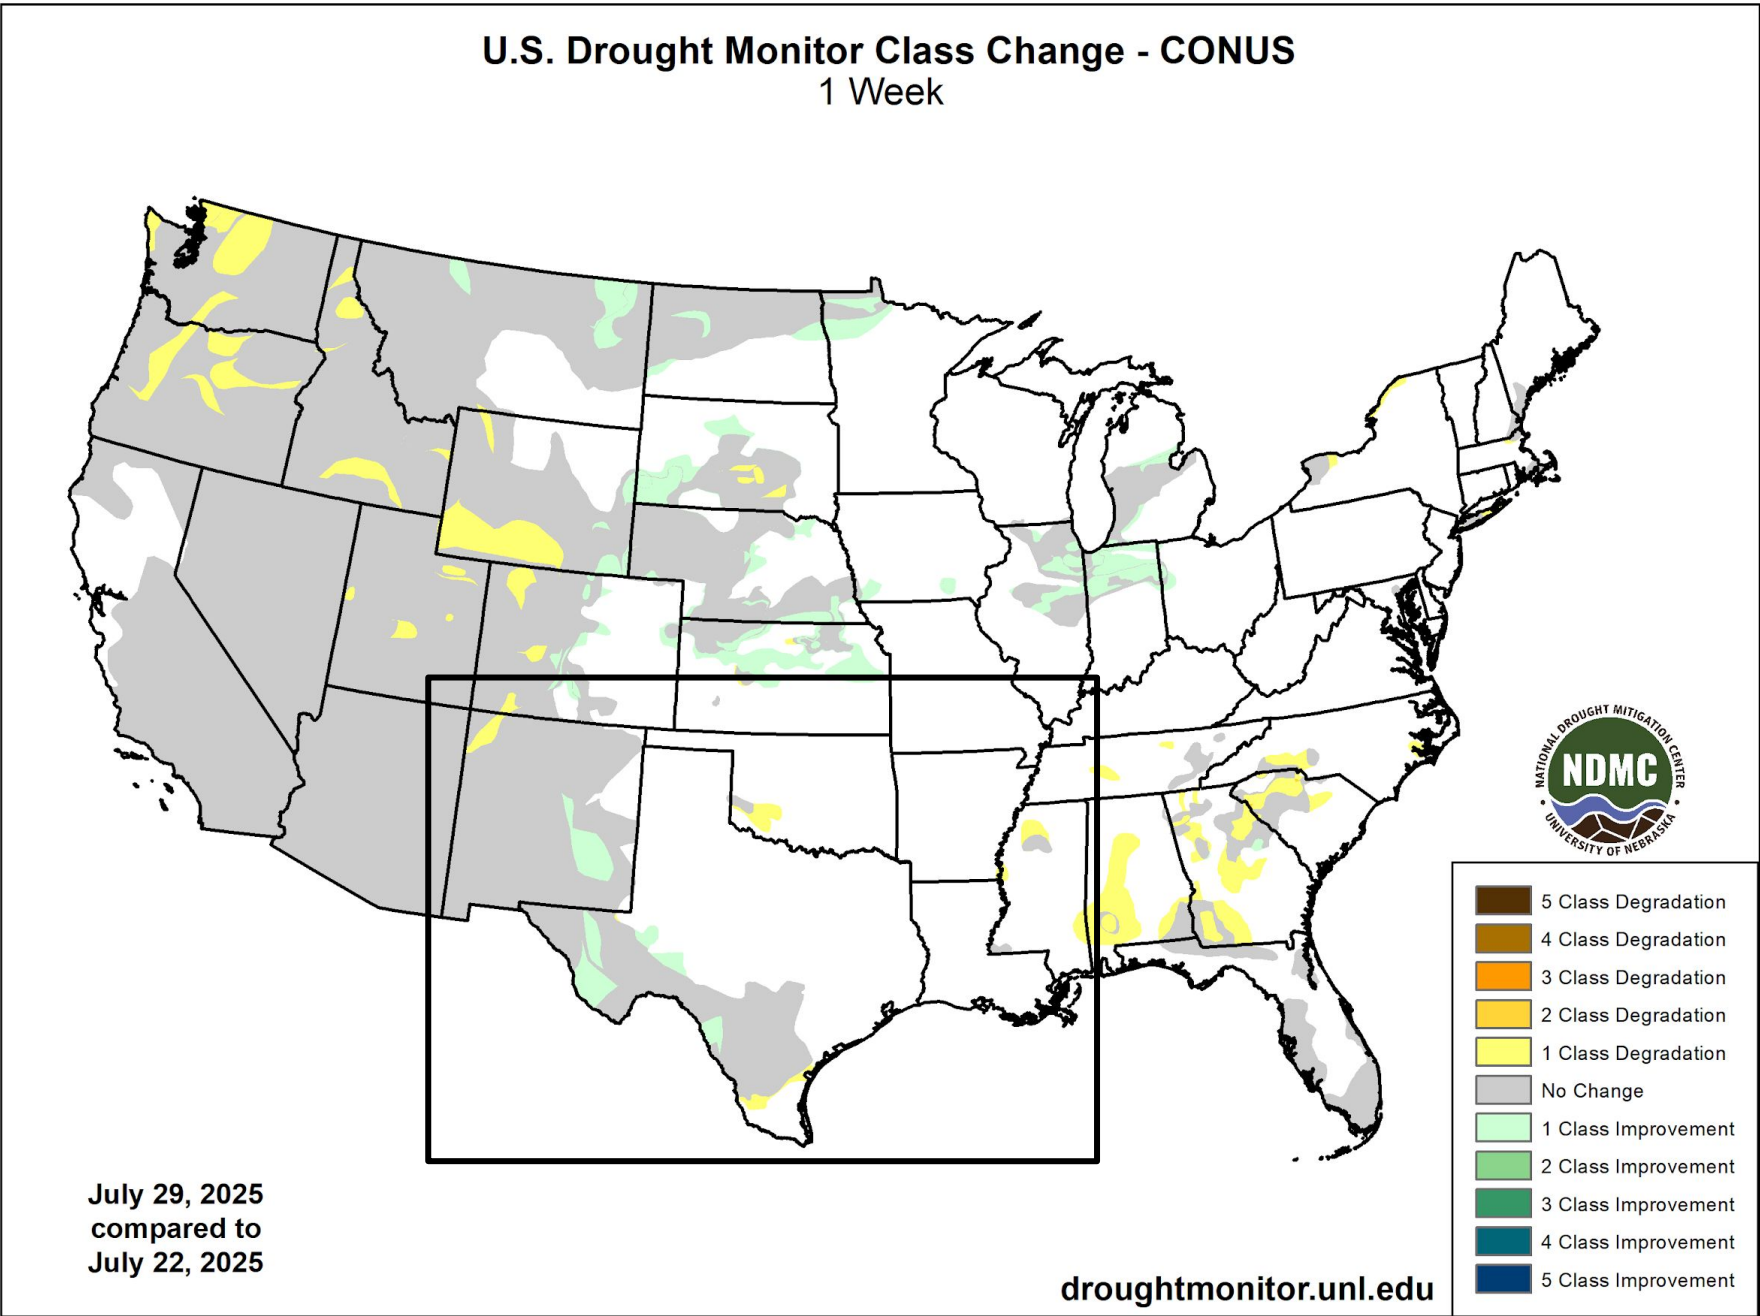 U.S. Drought Monitor Class Change - CONUS
1 Week
NATIONAL DROUGHT MITIGATION CENTER
NDMC
UNIVERSITY OF NEBRASKA
5 Class Degradation
4 Class Degradation
3 Class Degradation
2 Class Degradation
1 Class Degradation
No Change
1 Class Improvement
2 Class Improvement
3 Class Improvement
4 Class Improvement
5 Class Improvement
July 29, 2025
compared to
July 22, 2025
droughtmonitor.unl.edu